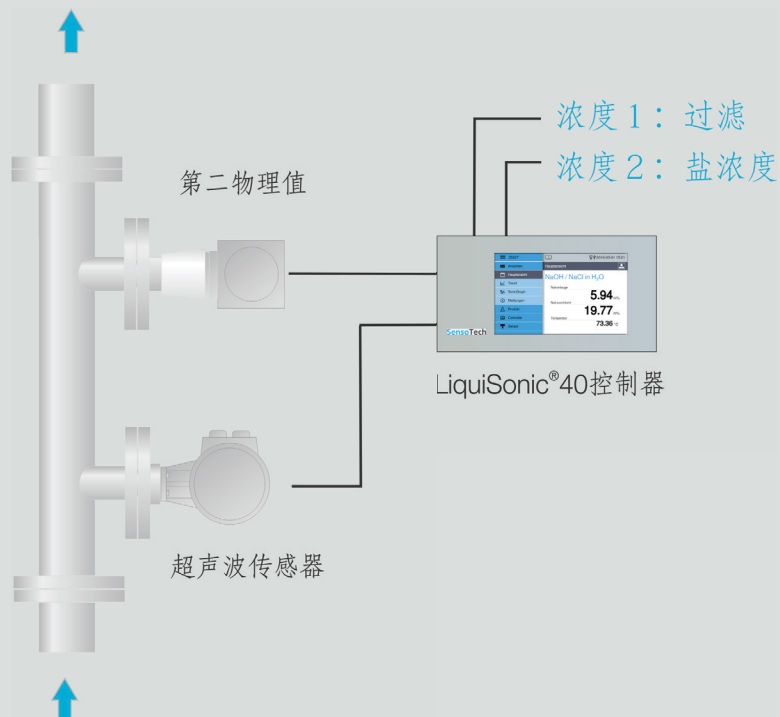 浓度1：过滤
浓度2：盐浓度
第二物理值
Hauptansicht
NaOH / NaCl in H₂O
5.94
19.77
73.36 °C
SensoTech
LiquiSonic®40控制器
超声波传感器